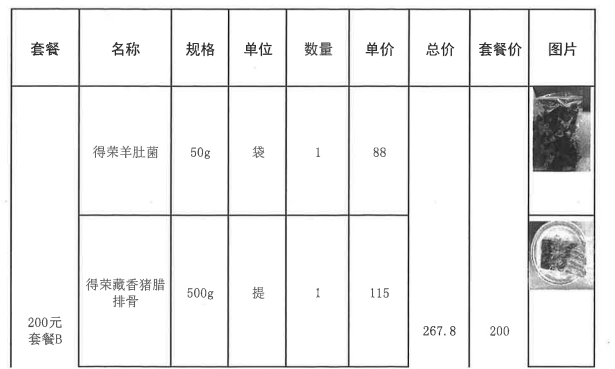 套餐 名称 规格 单位 数量 单价 总价 套餐价 图片
得荣羊肚菌 50g 袋 1 88
得荣藏香猪腊
排骨 500g 提 1 115
200元
套餐B
267.8 200